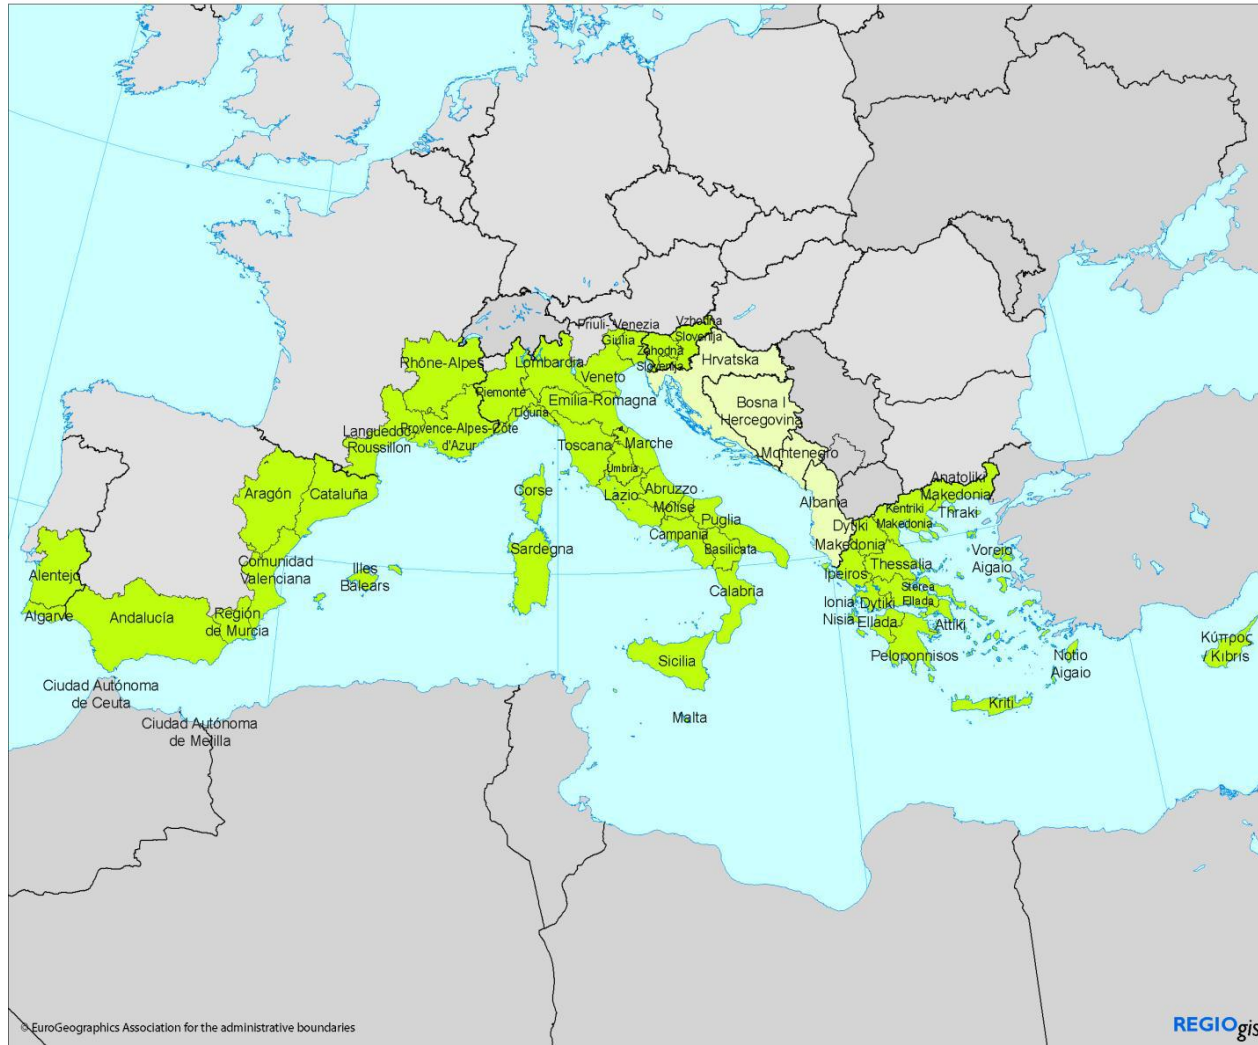 Friuli- Venezia
Giulia
Vzhodna
Slovenija
Zahodna
Slovenija
Hrvatska
Rhône-Alpes
Lombardia
Veneto
Piemonte
Emilia-Romagna
Liguria
Bosna I
Hercegovina
Languedoc-
Roussillon
Provence-Alpes-Côte
d'Azur
Toscana
Marche
Montenegro
Umbria
Aragón
Cataluña
Corse
Lazio
Abruzzo
Molise
Albania
Anatoliki
Makedonia
Thraki
Kentriki
Makedonia
Puglia
Campania
Basilicata
Dytiki
Makedonia
Sardegna
Comunidad
Valenciana
Illes
Balears
Voreio
Aigaio
Thessalia
Ipeiros
Alentejo
Sterea
Ellada
Calabria
Ionia
Nisia
Dytiki
Ellada
Algarve
Andalucía
Región
de Murcia
Attiki
Κύπρος
/ Kıbrıs
Sicilia
Peloponnisos
Notio
Aigaio
Ciudad Autónoma
de Ceuta
Kriti
Malta
Ciudad Autónoma
de Melilla
© EuroGeographics Association for the administrative boundaries
REGIOgis